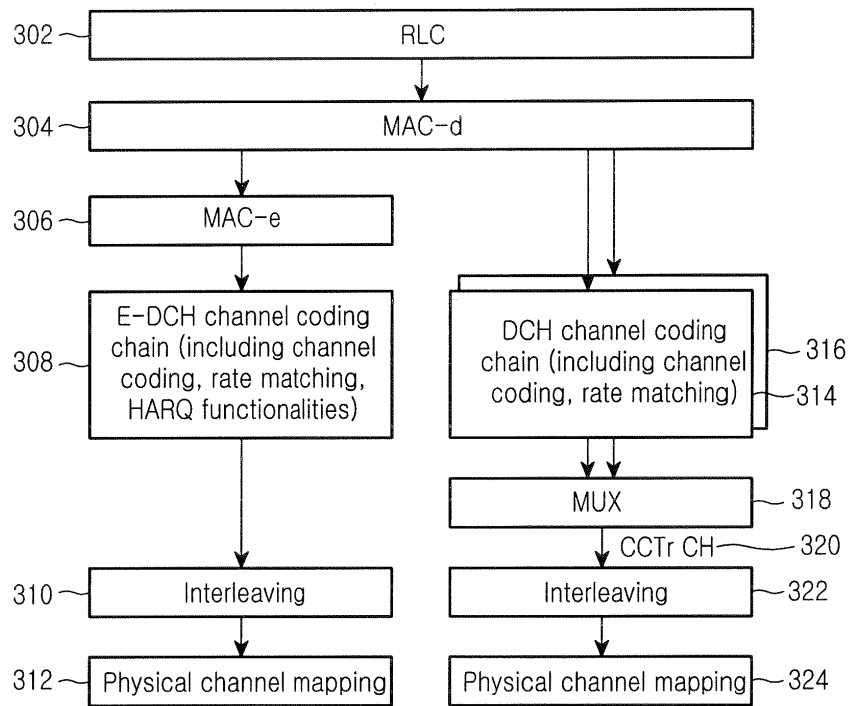 302
RLC
304
MAC-d
306
MAC-e
308
E-DCH channel coding
chain (including channel
coding, rate matching,
HARQ functionalities)
DCH channel coding
chain (including channel
coding, rate matching)
316
314
MUX
318
CCTr CH
320
310
Interleaving
Interleaving
322
312
Physical channel mapping
Physical channel mapping
324